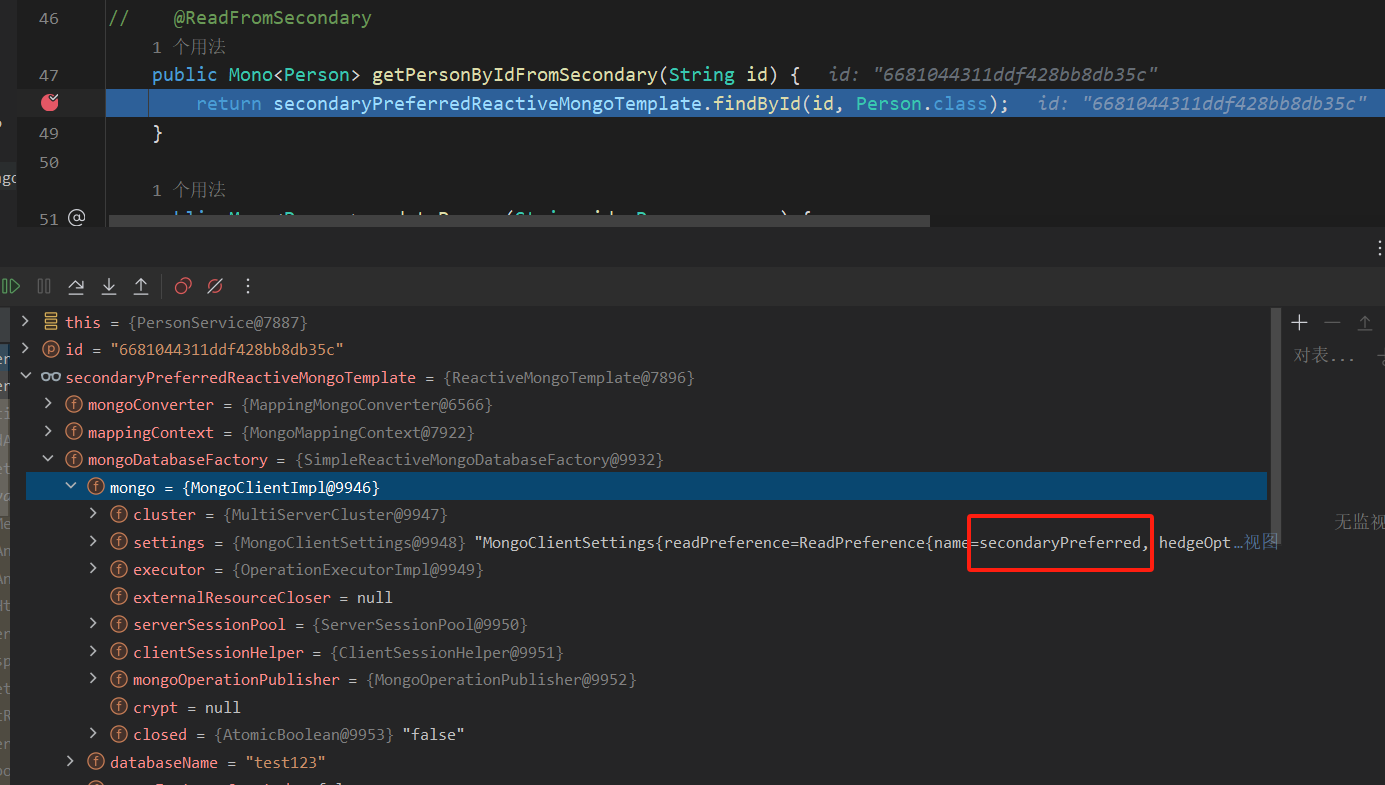 46 // @ReadFromSecondary
1 个用法
47 public Mono<Person> getPersonByIdFromSecondary(String id) { id: "6681044311ddf428bb8db35c"
return secondaryPreferredReactiveMongoTemplate.findById(id, Person.class); id: "6681044311ddf428bb8db35c"
49 }
50
1 个用法
51 @
this = {PersonService@7887}
id = "6681044311ddf428bb8db35c"
对表...
secondaryPreferredReactiveMongoTemplate = {ReactiveMongoTemplate@7896}
mongoConverter = {MappingMongoConverter@6566}
mappingContext = {MongoMappingContext@7922}
mongoDatabaseFactory = {SimpleReactiveMongoDatabaseFactory@9932}
mongo = {MongoClientImpl@9946}
cluster = {MultiServerCluster@9947}
无监视
settings = {MongoClientSettings@9948} "MongoClientSettings{readPreference=ReadPreference{name=secondaryPreferred, hedgeOpt...视图
executor = {OperationExecutorImpl@9949}
externalResourceCloser = null
serverSessionPool = {ServerSessionPool@9950}
clientSessionHelper = {ClientSessionHelper@9951}
mongoOperationPublisher = {MongoOperationPublisher@9952}
crypt = null
closed = {AtomicBoolean@9953} "false"
databaseName = "test123"